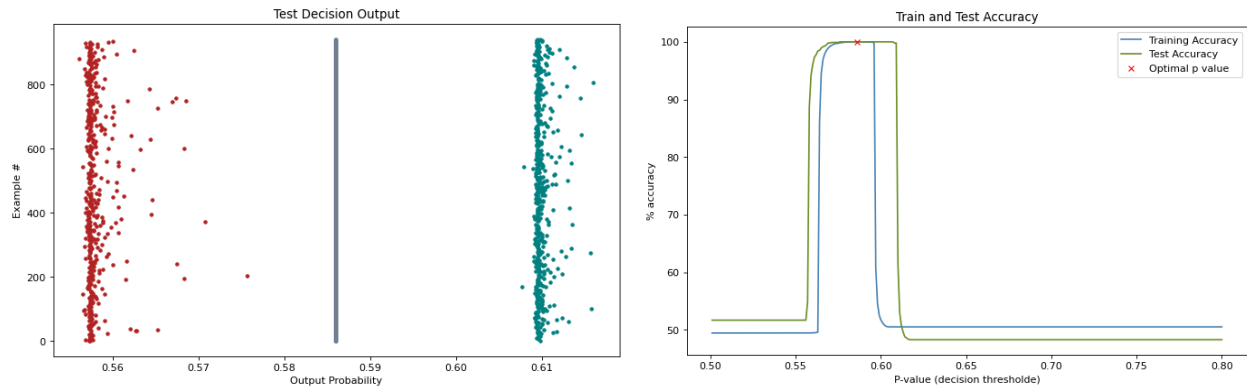 Test Decision Output
Example #
800
600
400
200
0
0.56
0.57
0.58
0.59
0.60
0.61
Output Probability
Train and Test Accuracy
% accuracy
100
90
80
70
60
50
Training Accuracy
Test Accuracy
Optimal p value
0.50
0.55
0.60
0.65
0.70
0.75
0.80
P-value (decision thresholde)